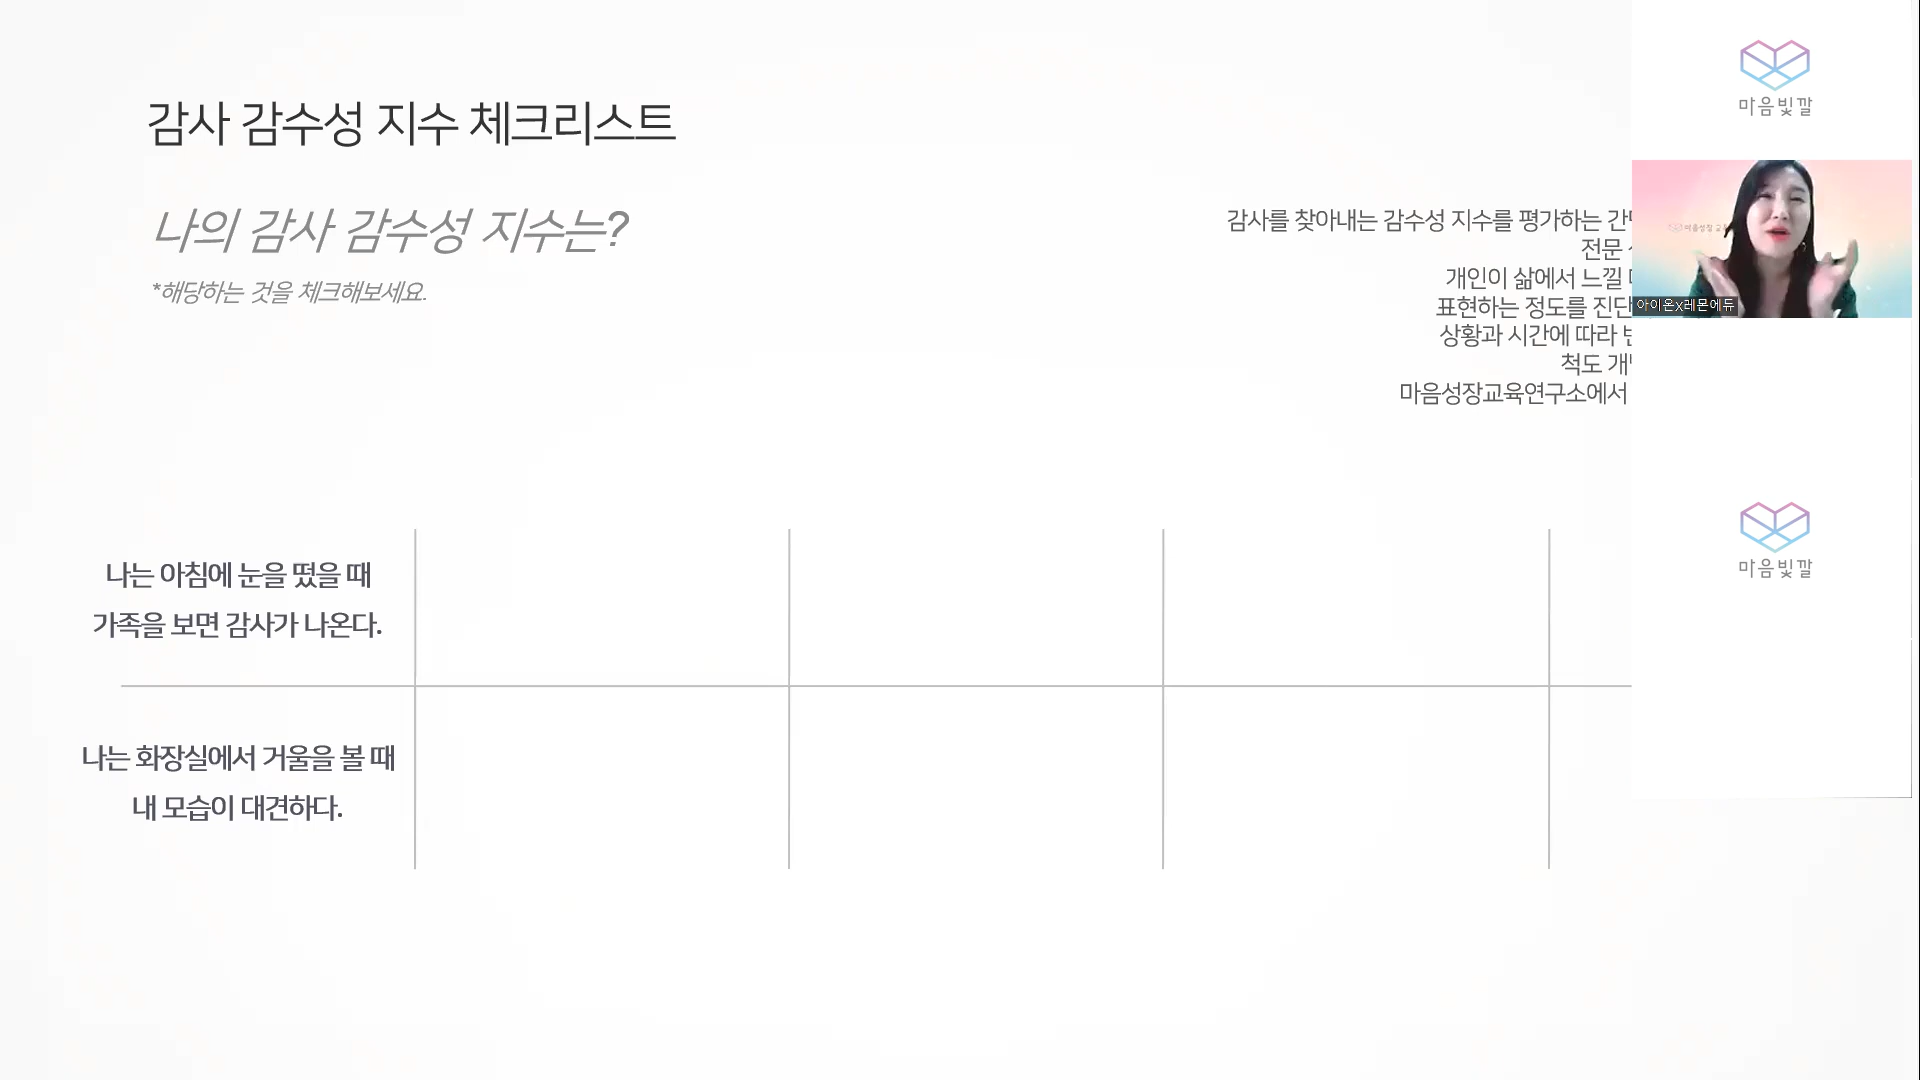 감사 감수성 지수 체크리스트
나의 감사 감수성 지수는?
*해당하는 것을 체크해보세요.
감사를 찾아내는 감수성 지수를 평가하는
전문
개인이 삶에서 느낄
표현하는 정도를
상황과 시간에 따라
척도
마음성장교육연구소에서
나는 아침에 눈을 떴을 때
가족을 보면 감사가 나온다.
나는 화장실에서 거울을 볼 때
내 모습이 대견하다.
마음빛깔
아이온x레몬에듀
마음빛깔